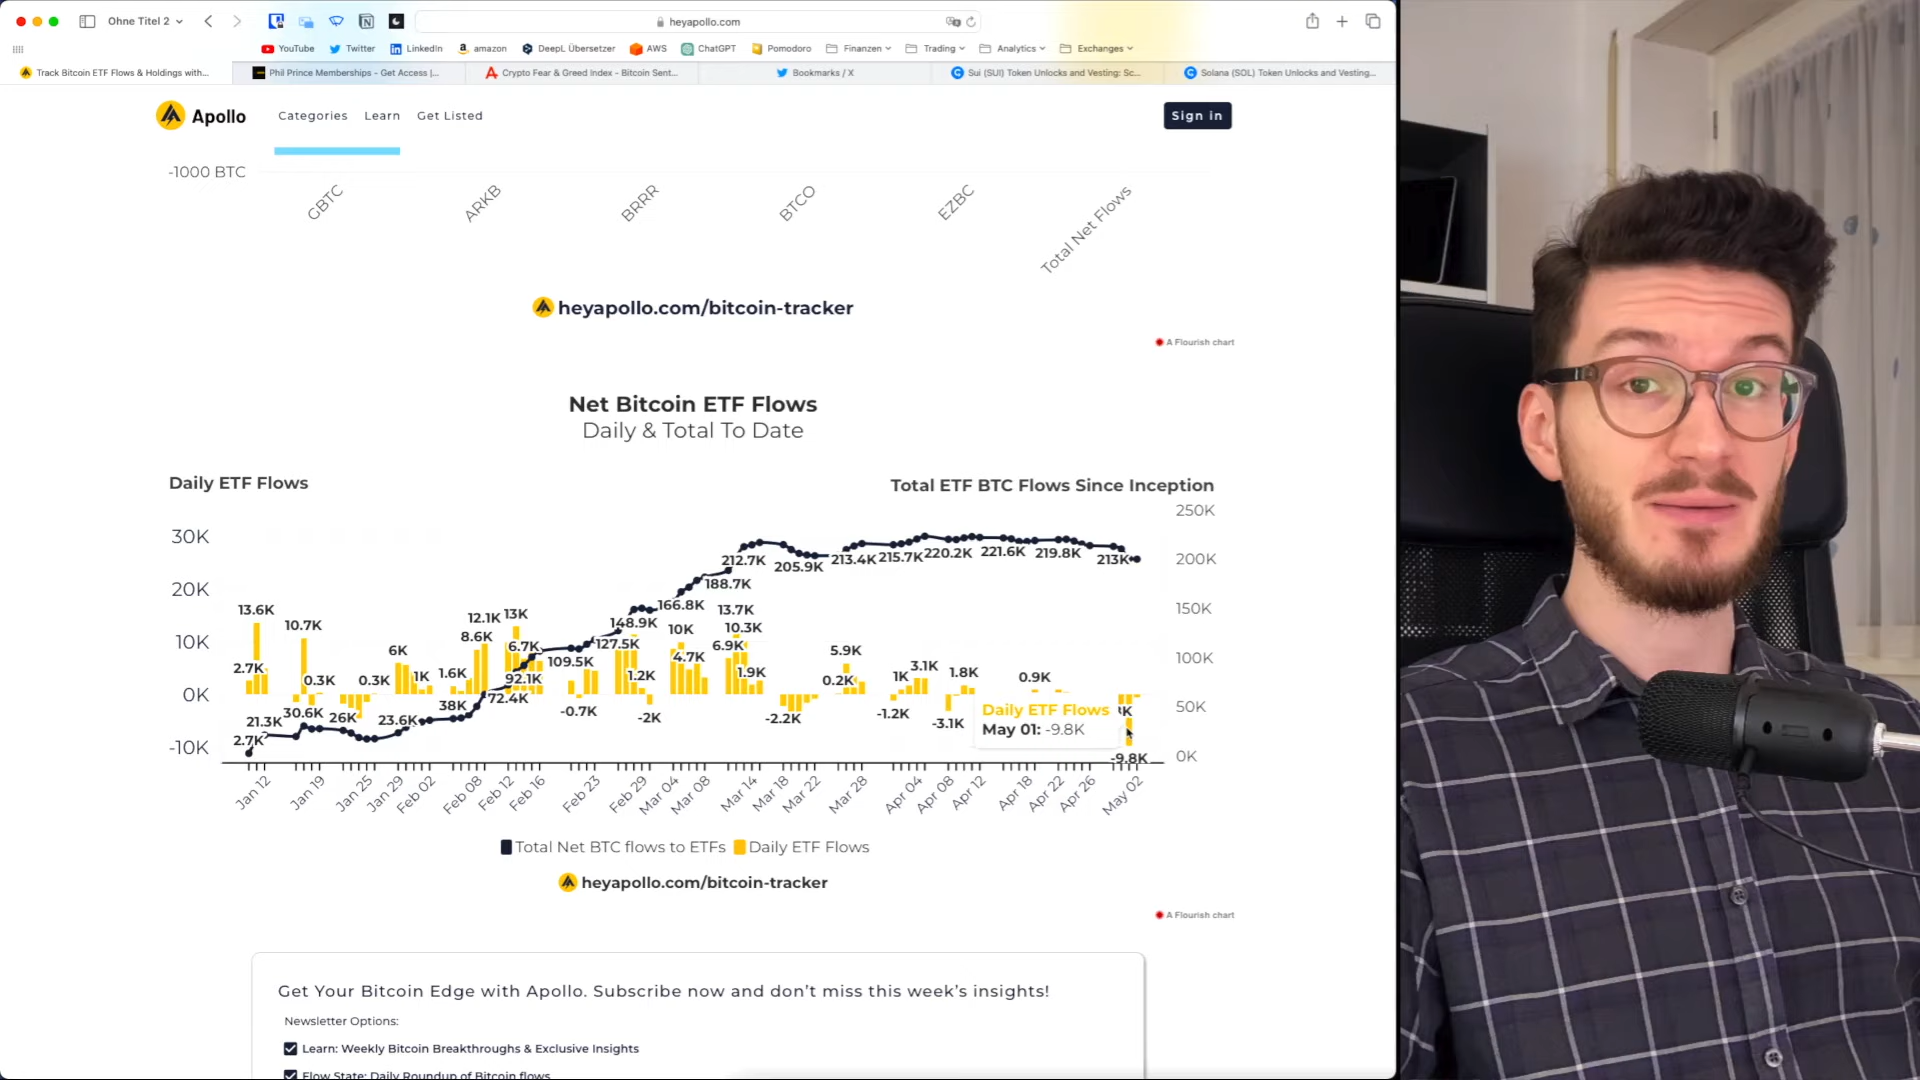 Ohne Titel 2
heyapollo.com
YouTube Twitter LinkedIn amazon DeepL Übersetzer AWS ChatGPT Pomodoro Finanzen Trading Analytics Exchanges
Track Bitcoin ETF Flows & Holdings with... Phil Prince Memberships - Get Access |... Crypto Fear & Greed Index - Bitcoin Sent... Bookmarks / X Sui (SUI) Token Unlocks and Vesting: Sc... Solana (SOL) Token Unlocks and Vesting...
Apollo Categories Learn Get Listed Sign in
-1000 BTC
GBTC ARKB BRRR BTCO EZBC Total Net Flows
heyapollo.com/bitcoin-tracker
A Flourish chart
Net Bitcoin ETF Flows
Daily & Total To Date
Daily ETF Flows Total ETF BTC Flows Since Inception
250K
30K
212.7K 205.9K 213.4K 215.7K 220.2K 221.6K 219.8K 213K 200K
20K 188.7K
13.6K 12.1K 13K 166.8K 13.7K 150K
10.7K 148.9K 10K 10.3K
10K 6K 8.6K 6.7K 127.5K 6.9K 5.9K
2.7K 0.3K 0.3K 1K 1.6K 109.5K 4.7K 3.1K 100K
92.1K 1.2K 1.9K 0.2K 1K 1.8K 0.9K
0K 38K 72.4K -0.7K -2K -2.2K -1.2K -3.1K 50K
21.3K 30.6K 26K 23.6K
Daily ETF Flows
May 01: -9.8K
-10K 2.7K -9.8K 0K
Jan 12 Jan 19 Jan 25 Jan 29 Feb 02 Feb 08 Feb 12 Feb 16 Feb 23 Feb 29 Mar 04 Mar 08 Mar 14 Mar 18 Mar 22 Mar 28 Apr 04 Apr 08 Apr 12 Apr 18 Apr 22 Apr 26 May 02
Total Net BTC flows to ETFs Daily ETF Flows
heyapollo.com/bitcoin-tracker
A Flourish chart
Get Your Bitcoin Edge with Apollo. Subscribe now and don't miss this week's insights!
Newsletter Options:
Learn: Weekly Bitcoin Breakthroughs & Exclusive Insights
Flow State: Daily Roundup of Bitcoin flows